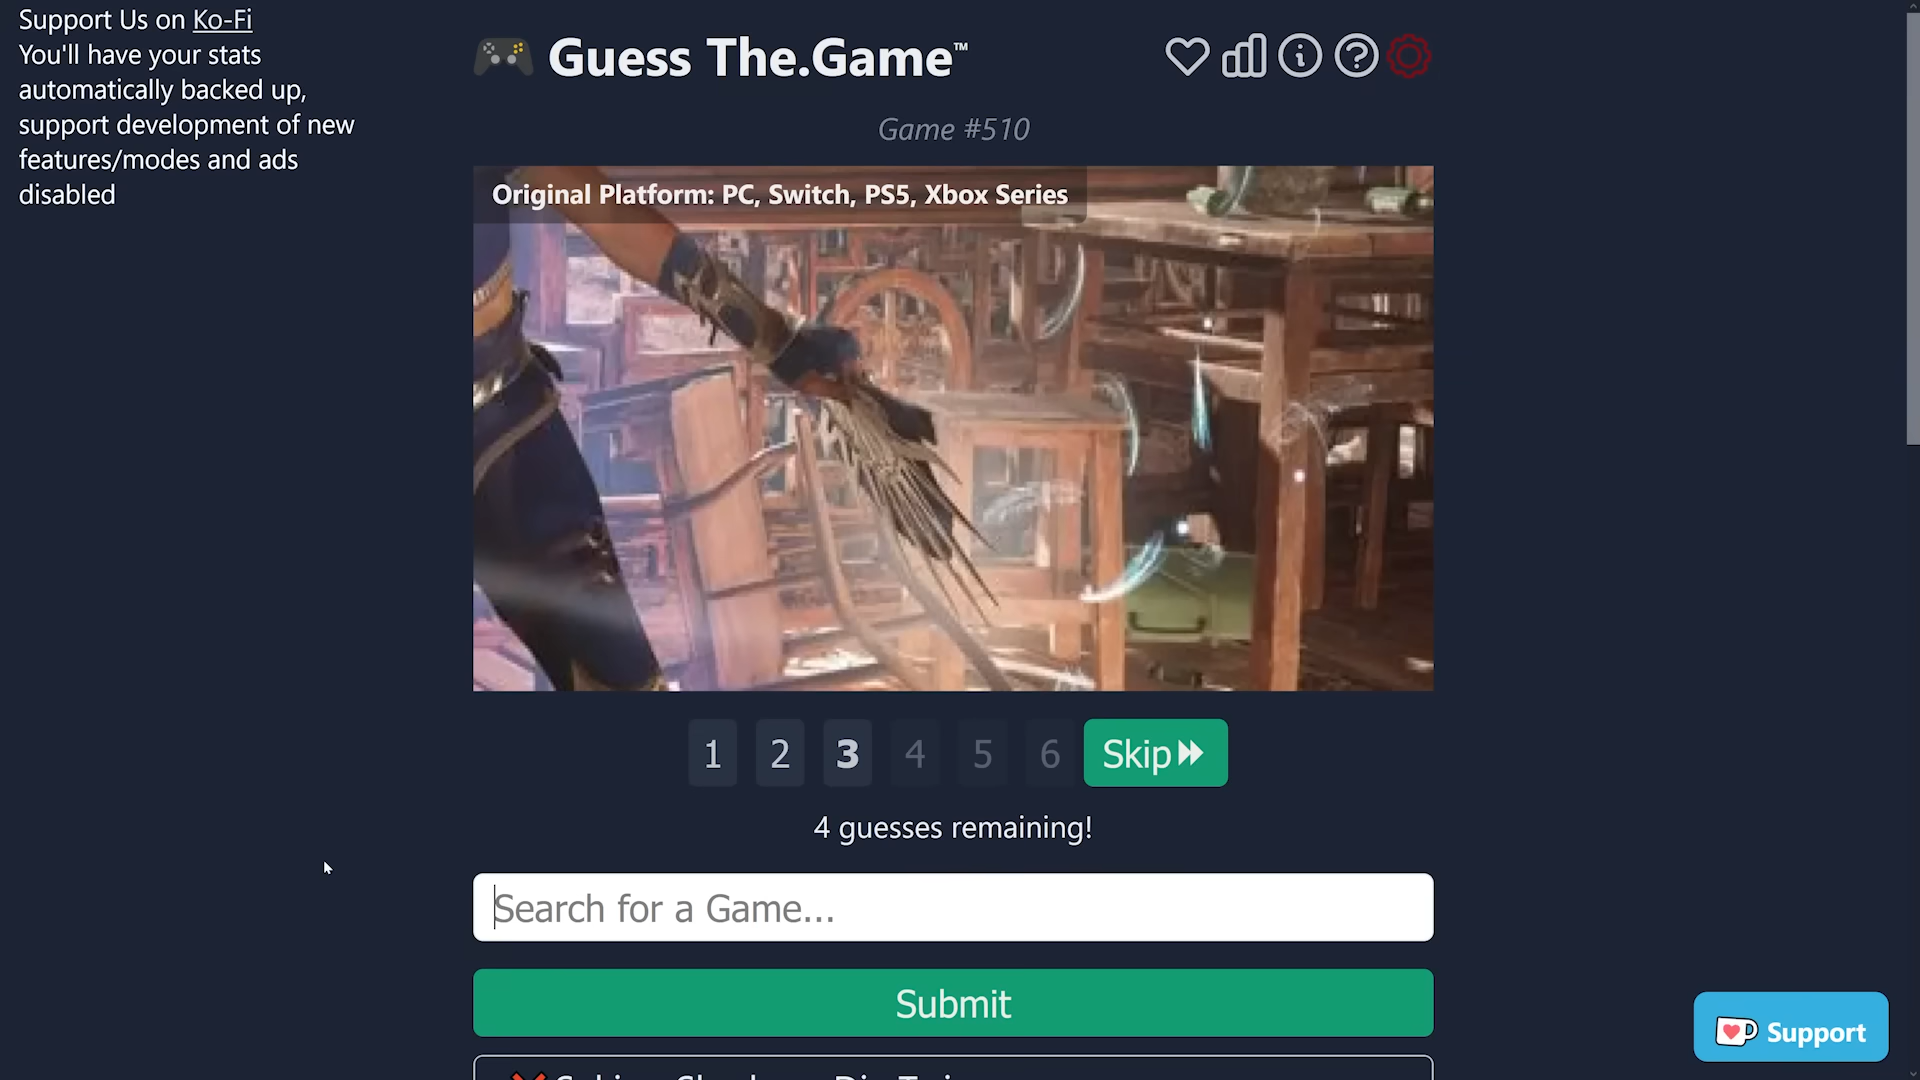 Support Us on Ko-Fi
You'll have your stats
automatically backed up,
support development of new
features/modes and ads
disabled
Guess The.Game™
Game #510
Original Platform: PC, Switch, PS5, Xbox Series
1 2 3 4 5 6 Skip
4 guesses remaining!
Search for a Game...
Submit
Support